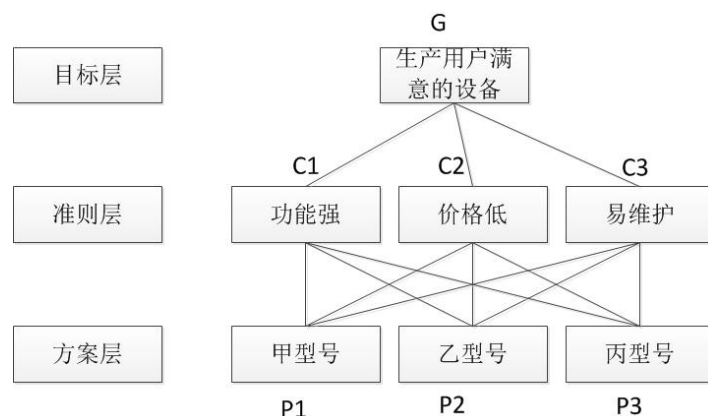 G
目标层
生产用户满
意的设备
C1
C2
C3
准则层
功能强
价格低
易维护
方案层
甲型号
乙型号
丙型号
P1
P2
P3